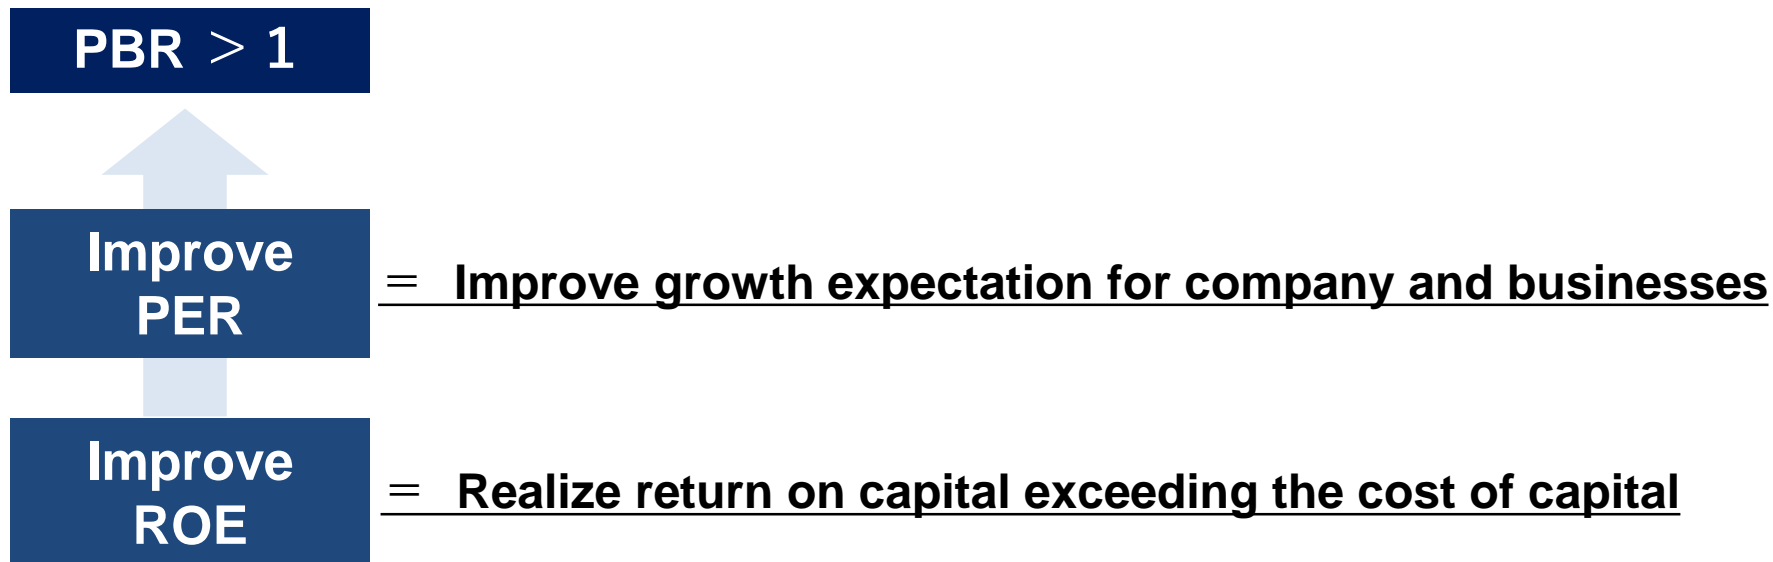 PBR ＞ 1
Improve
PER
＝ Improve growth expectation for company and businesses
Improve
ROE
＝ Realize return on capital exceeding the cost of capital